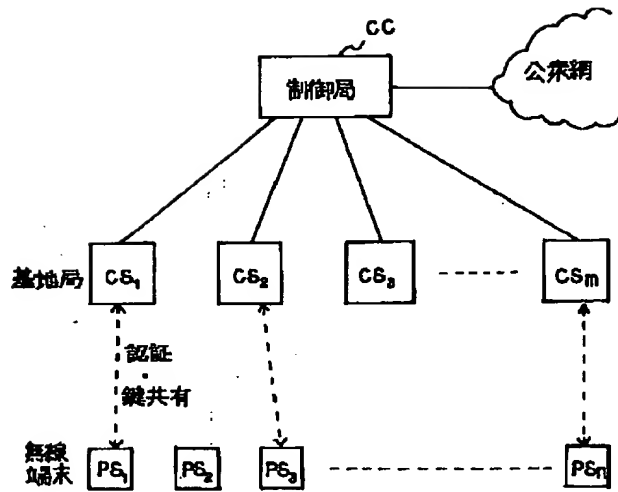 CC
制御局
公衆網
基地局 CS₁ CS₂ CS₃ CSm
認証
・
鍵共有
無線
端末
PS₁ PS₂ PS₃ PSn